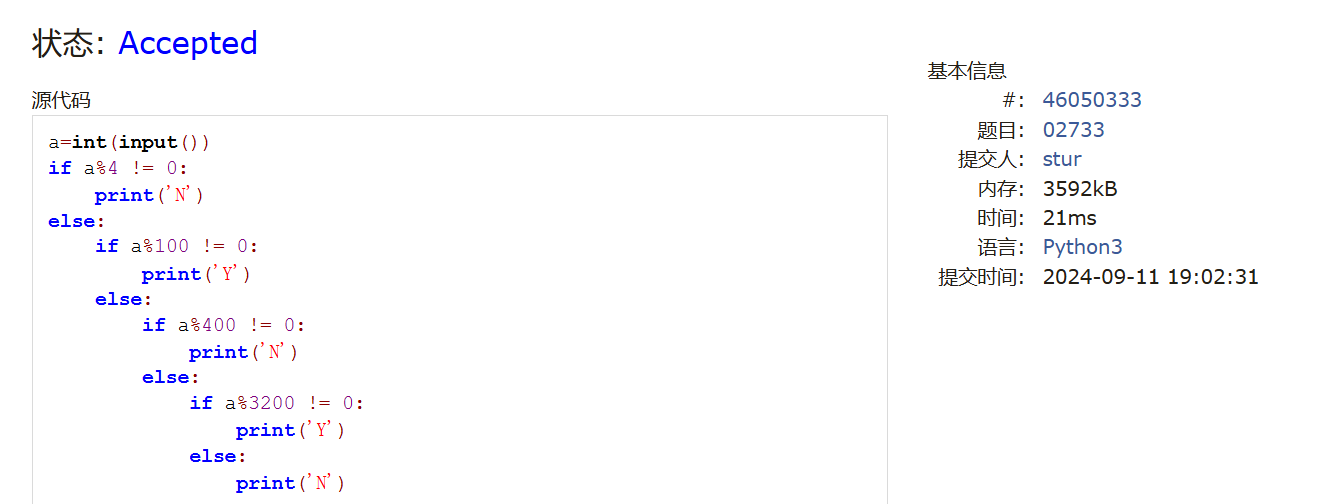 状态: Accepted
源代码
a=int(input())
if a%4 != 0:
    print('N')
else:
    if a%100 != 0:
        print('Y')
    else:
        if a%400 != 0:
            print('N')
        else:
            if a%3200 != 0:
                print('Y')
            else:
                print('N')
基本信息
#: 46050333
题目: 02733
提交人: stur
内存: 3592kB
时间: 21ms
语言: Python3
提交时间: 2024-09-11 19:02:31